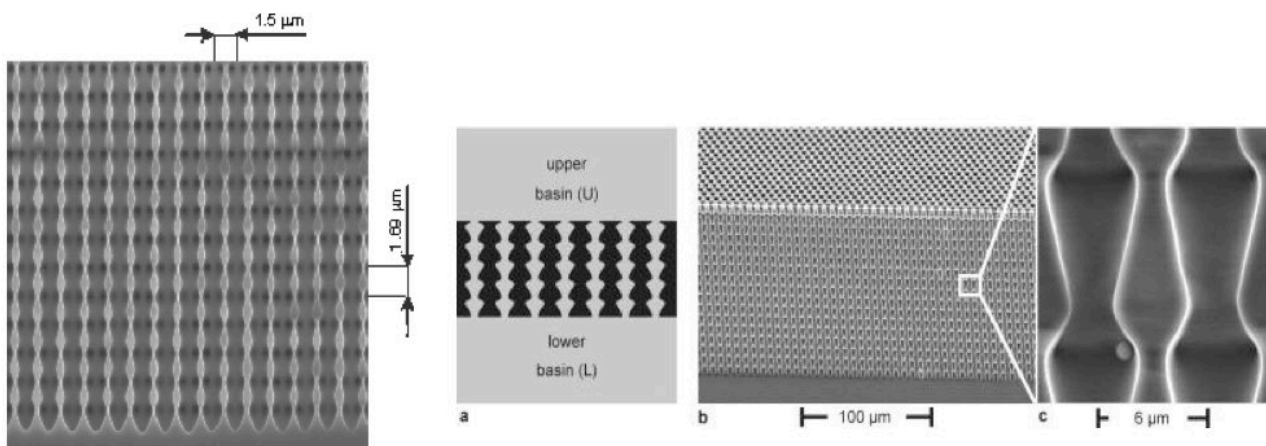 1.5 µm
1.69 µm
upper
basin (U)
lower
basin (L)
a
b
100 µm
c
6 µm